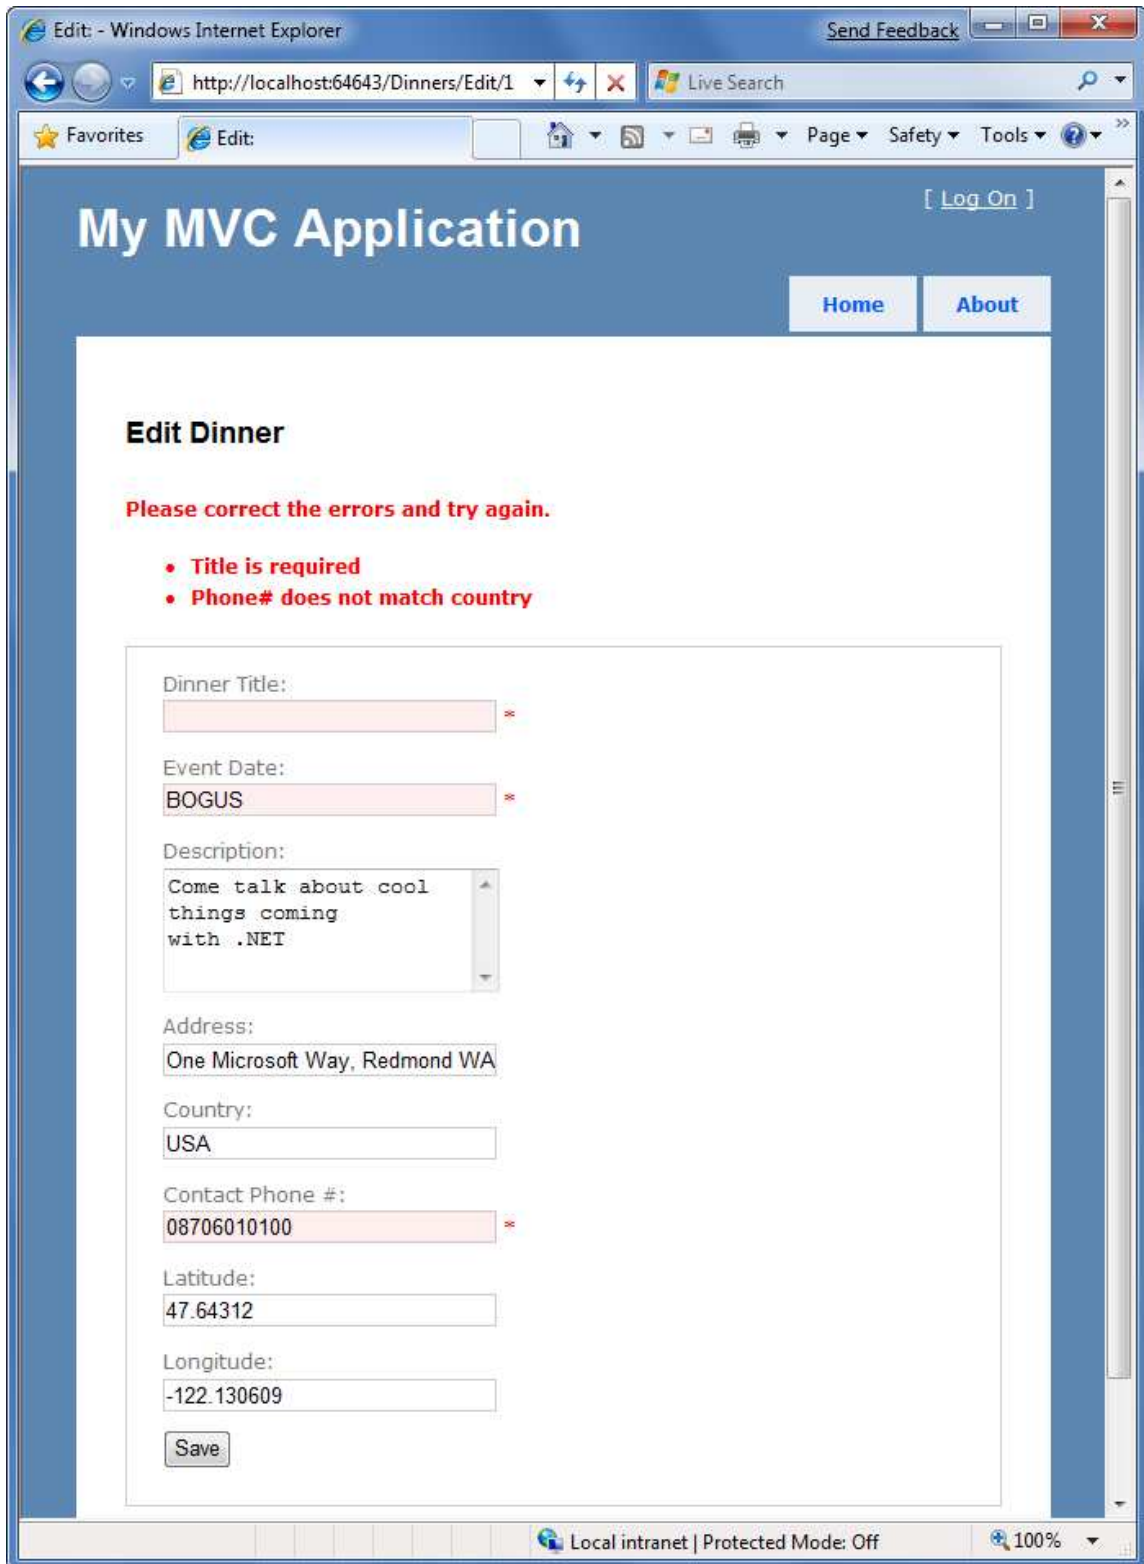 Edit: - Windows Internet Explorer
Send Feedback
http://localhost:64643/Dinners/Edit/1
Live Search
Favorites
Edit:
Page
Safety
Tools
My MVC Application
[ Log On ]
Home
About
Edit Dinner
Please correct the errors and try again.
• Title is required
• Phone# does not match country
Dinner Title:
*
Event Date:
BOGUS *
Description:
Come talk about cool
things coming
with .NET
Address:
One Microsoft Way, Redmond WA
Country:
USA
Contact Phone #:
08706010100 *
Latitude:
47.64312
Longitude:
-122.130609
Save
Local intranet | Protected Mode: Off
100%